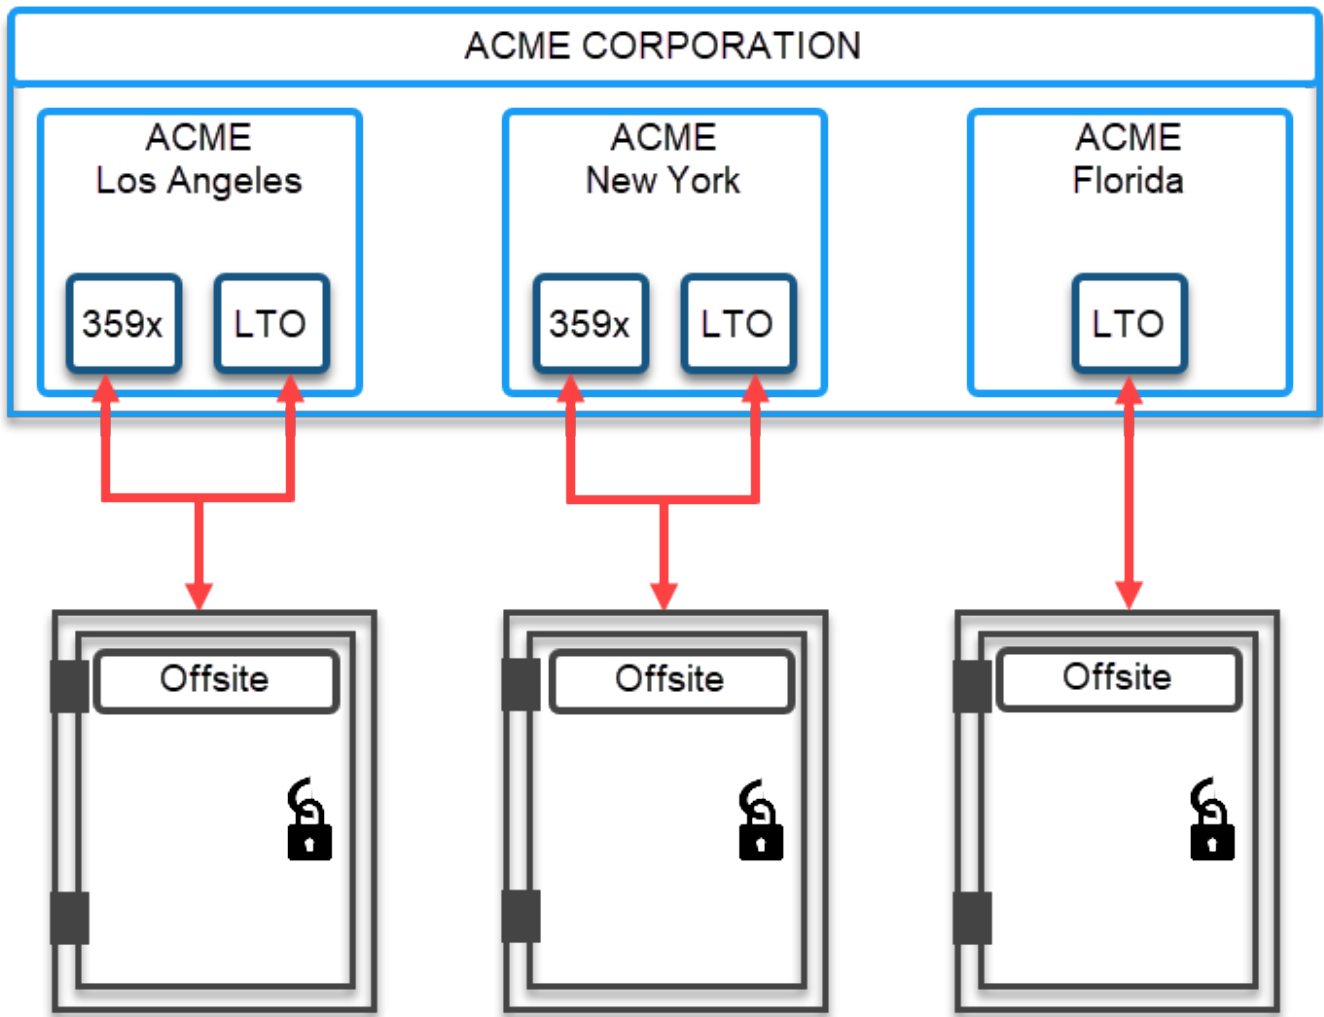 ACME CORPORATION
ACME
Los Angeles
359x
LTO
ACME
New York
359x
LTO
ACME
Florida
LTO
Offsite
Offsite
Offsite